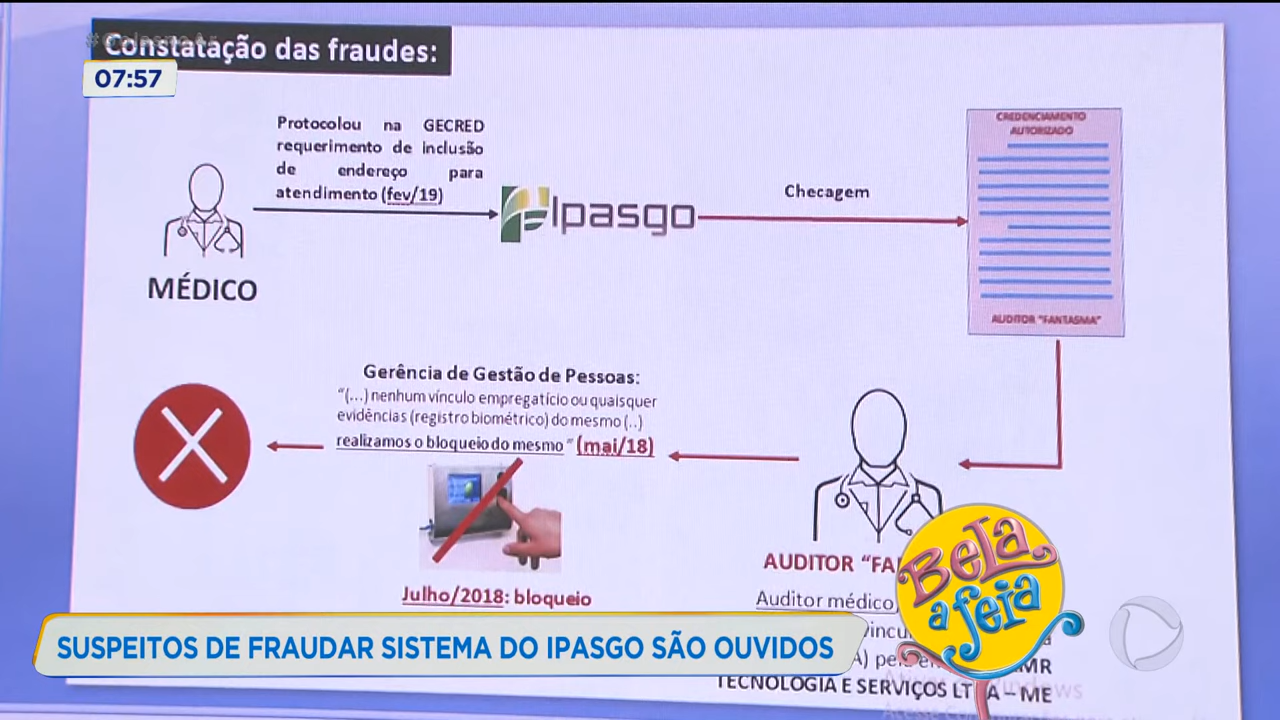 Constatação das fraudes:
07:57
Protocolou na GECRED
requerimento de inclusão
de endereço para
atendimento (fev/19)
MÉDICO
Ipasgo
Checagem
CREDENCIAMENTO
AUTORIZADO
AUDITOR "FANTASMA"
Gerência de Gestão de Pessoas:
"(...) nenhum vínculo empregatício ou quaisquer
evidências (registro biométrico) do mesmo (..)
realizamos o bloqueio do mesmo " (mai/18)
Julho/2018: bloqueio
AUDITOR "FA
Auditor médico
Bela
a feia
SUSPEITOS DE FRAUDAR SISTEMA DO IPASGO SÃO OUVIDOS
TECNOLOGIA E SERVIÇOS LT A – ME